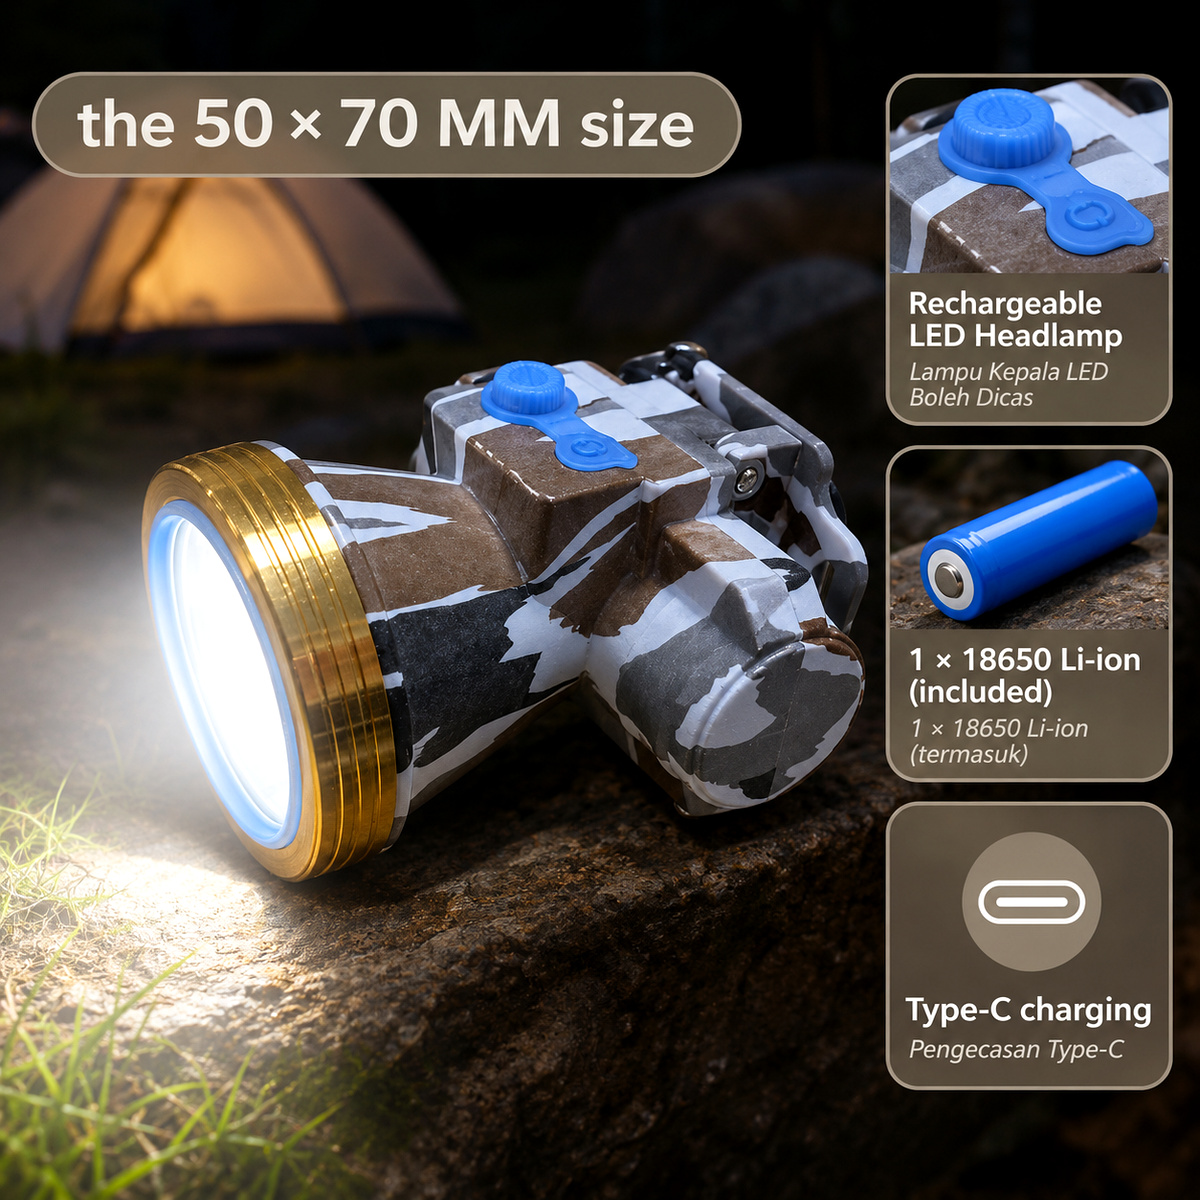 the 50 × 70 MM size
Rechargeable
LED Headlamp
Lampu Kepala LED
Boleh Dicas
1 × 18650 Li-ion
(included)
1 × 18650 Li-ion
(termasuk)
Type-C charging
Pengecasan Type-C